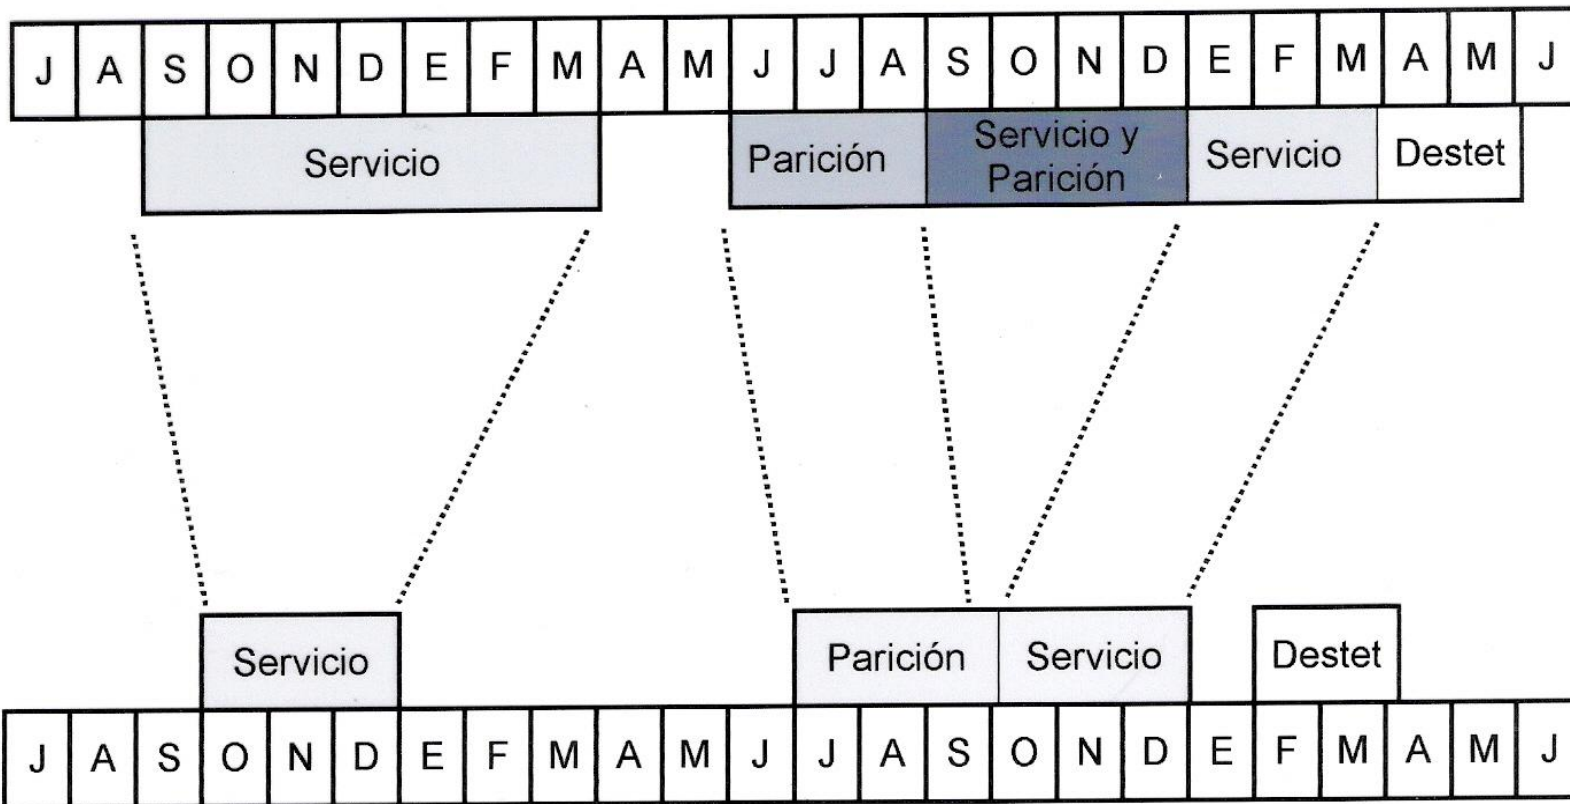 J A S O N D E F M A M J J A S O N D E F M A M J
Servicio Parición Servicio y Parición Servicio Destet
Servicio Parición Servicio Destet
J A S O N D E F M A M J J A S O N D E F M A M J